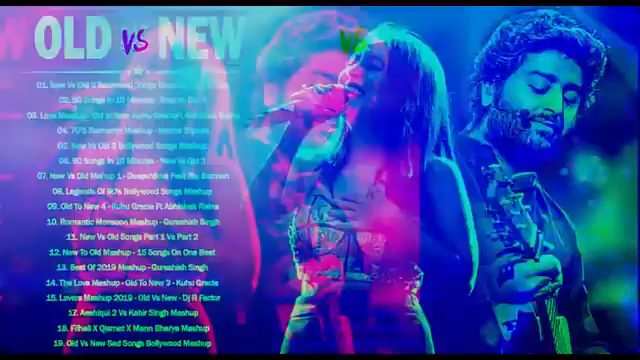 OLD VS NEW
VS
01. New Vs Old 2 Bollywood Songs
02. 50 Songs In 10
03. Love Mashup - Old
04. 70'S Romantic Mashup
05. New Vs Old 3 Bollywood Songs Mashup
06. 50 Songs In 10 Minutes - New Vs Old 3
07. New Vs Old Mashup 1 - Deepshikha Feat Raj Barman
08. Legends Of 90's Bollywood Songs Mashup
09. Old To New 4 - Kuhu Gracia Ft Abhishek Raina
10. Romantic Monsoon Mashup - Gurashish Singh
11. New Vs Old Songs Part 1 Vs Part 2
12. New To Old Mashup - 15 Songs On One Beat
13. Best Of 2019 Mashup - Gurashish Singh
14. The Love Mashup - Old To New 3 - Kuhu Gracia
15. Lovers Mashup 2019 - Old Vs New - Dj R Factor
17. Aashiqui 2 Vs Kabir Singh Mashup
18. Filhall X Qismat X Mann Bharya Mashup
19. Old Vs New Sad Songs Bollywood Mashup